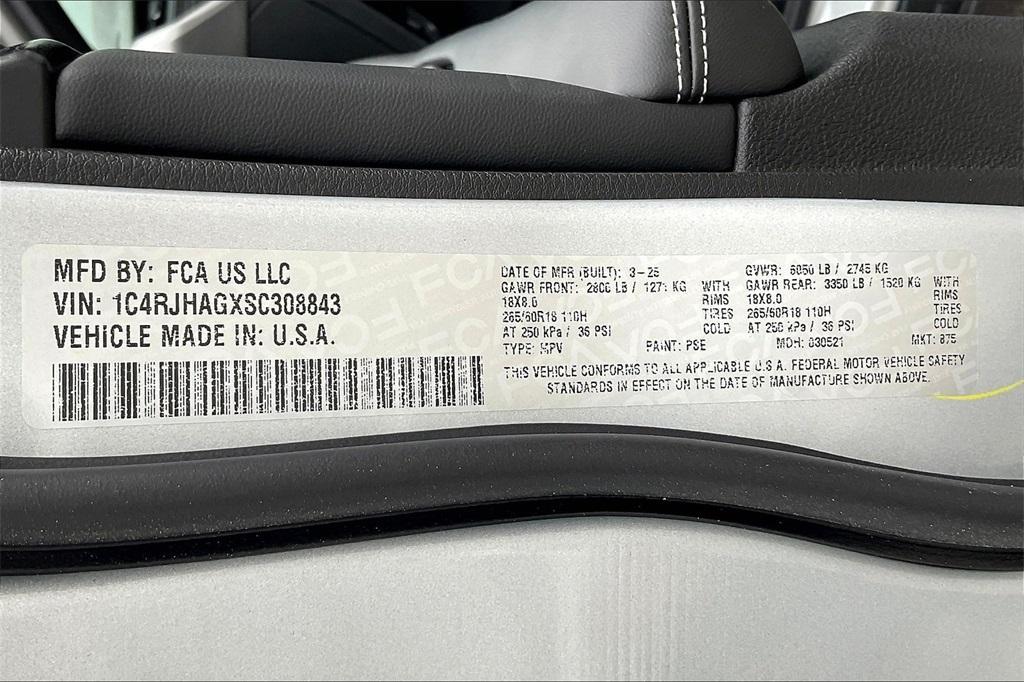 MFD BY: FCA US LLC
VIN: 1C4RJHAGXSC308843
VEHICLE MADE IN: U.S.A.
DATE OF MFR (BUILT): 3-25 GVWR: 6050 LB / 2745 KG
GAWR FRONT: 2800 LB / 1271 KG WITH GAWR REAR: 3350 LB / 1520 KG WITH
18X8.0 RIMS 18X8.0 RIMS
265/60R18 110H TIRES 265/60R18 110H TIRES
AT 250 kPa / 36 PSI COLD AT 250 kPa / 36 PSI COLD
TYPE: MPV PAINT: PSE MDH: 030521 MKT: 875
THIS VEHICLE CONFORMS TO ALL APPLICABLE U.S.A. FEDERAL MOTOR VEHICLE SAFETY
STANDARDS IN EFFECT ON THE DATE OF MANUFACTURE SHOWN ABOVE.